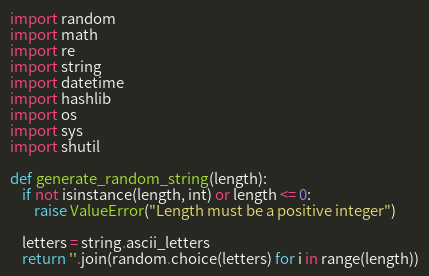 import random
import math
import re
import string
import datetime
import hashlib
import os
import sys
import shutil

def generate_random_string(length):
    if not isinstance(length, int) or length <= 0:
        raise ValueError("Length must be a positive integer")

    letters = string.ascii_letters
    return ''.join(random.choice(letters) for i in range(length))